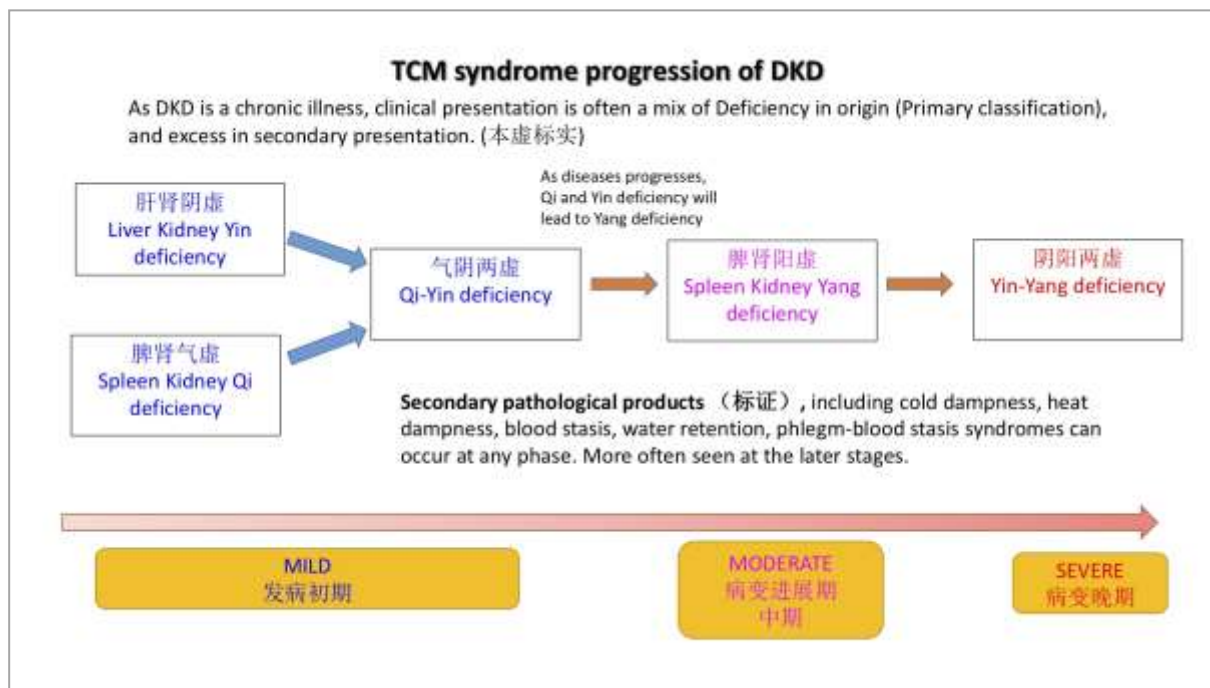 TCM syndrome progression of DKD
As DKD is a chronic illness, clinical presentation is often a mix of Deficiency in origin (Primary classification),
and excess in secondary presentation. (本虚标实)
As diseases progresses,
Qi and Yin deficiency will
lead to Yang deficiency
肝肾阴虚
Liver Kidney Yin
deficiency
脾肾气虚
Spleen Kidney Qi
deficiency
气阴两虚
Qi-Yin deficiency
脾肾阳虚
Spleen Kidney Yang
deficiency
阴阳两虚
Yin-Yang deficiency
Secondary pathological products （标证）, including cold dampness, heat
dampness, blood stasis, water retention, phlegm-blood stasis syndromes can
occur at any phase. More often seen at the later stages.
MILD
发病初期
MODERATE
病变进展期
中期
SEVERE
病变晚期